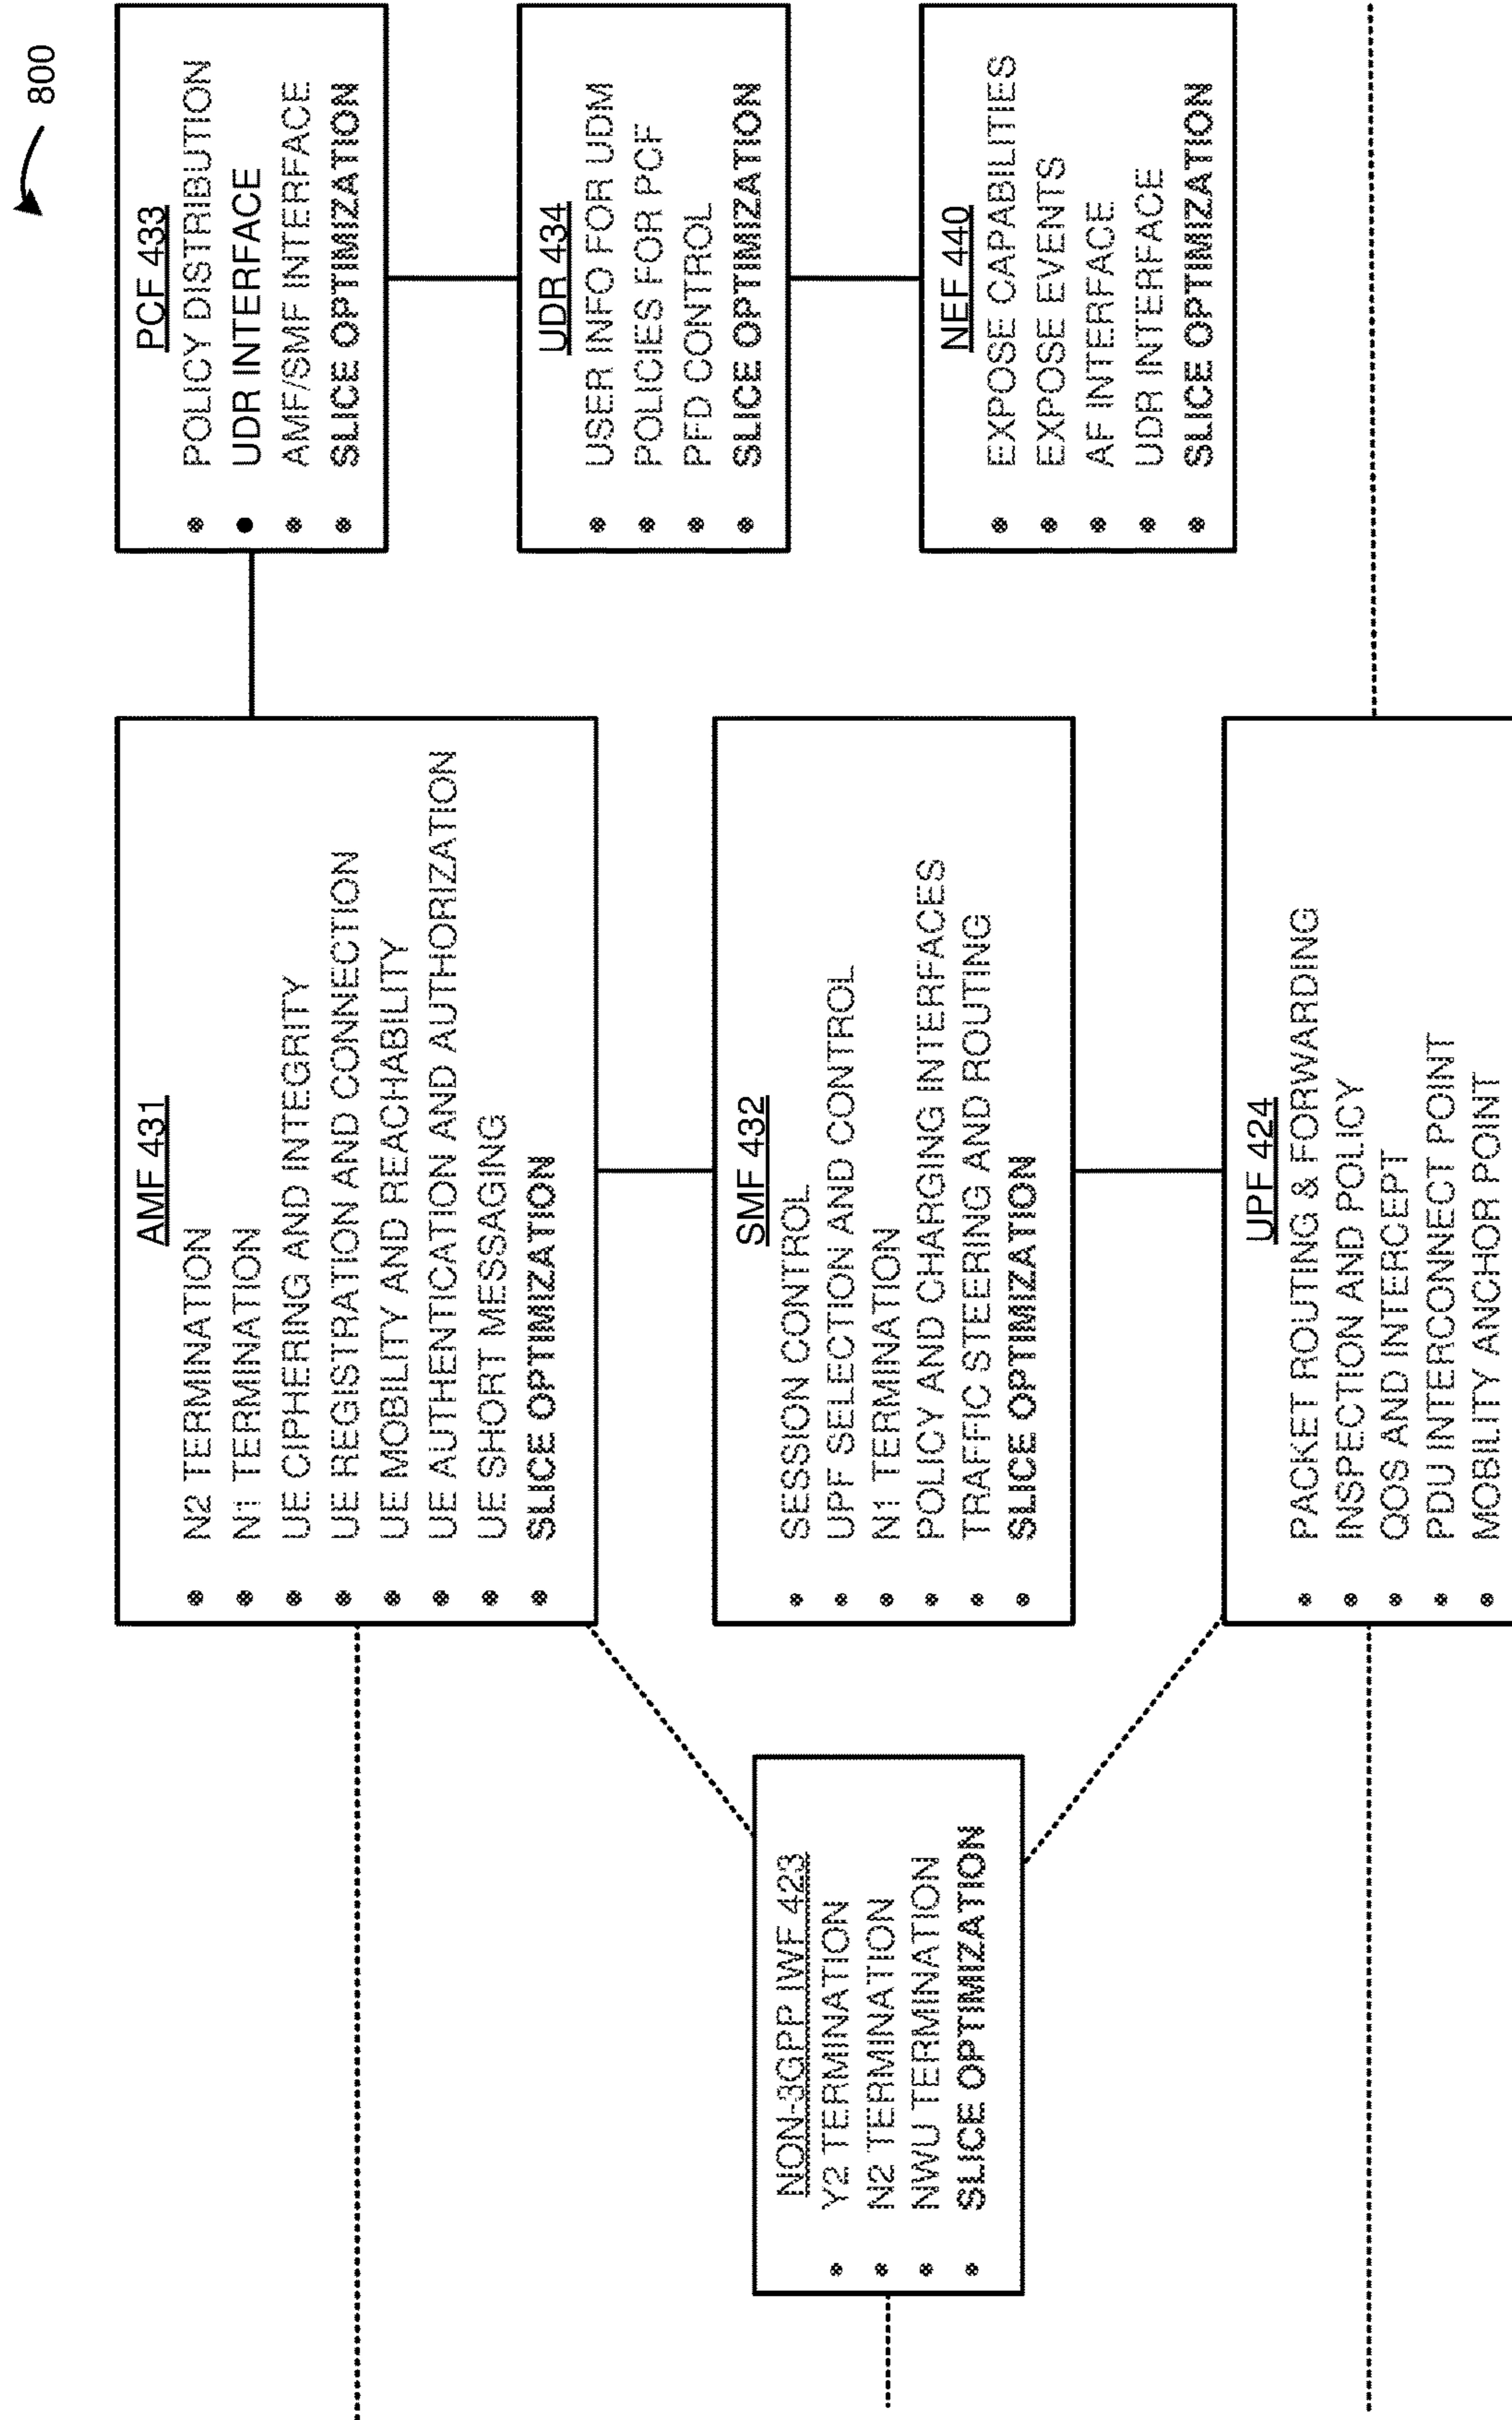 800
NON-3GPP IWF 423
• Y2 TERMINATION
• N2 TERMINATION
• NWU TERMINATION
• SLICE OPTIMIZATION
AMF 431
• N2 TERMINATION
• N1 TERMINATION
• UE CIPHERING AND INTEGRITY
• UE REGISTRATION AND CONNECTION
• UE MOBILITY AND REACHABILITY
• UE AUTHENTICATION AND AUTHORIZATION
• UE SHORT MESSAGING
• SLICE OPTIMIZATION
SMF 432
• SESSION CONTROL
• UPF SELECTION AND CONTROL
• N1 TERMINATION
• POLICY AND CHARGING INTERFACES
• TRAFFIC STEERING AND ROUTING
• SLICE OPTIMIZATION
UPF 424
• PACKET ROUTING & FORWARDING
• INSPECTION AND POLICY
• QOS AND INTERCEPT
• PDU INTERCONNECT POINT
• MOBILITY ANCHOR POINT
PCF 433
• POLICY DISTRIBUTION
• UDR INTERFACE
• AMF/SMF INTERFACE
• SLICE OPTIMIZATION
UDR 434
• USER INFO FOR UDM
• POLICIES FOR PCF
• PFD CONTROL
• SLICE OPTIMIZATION
NEF 440
• EXPOSE CAPABILITIES
• EXPOSE EVENTS
• AF INTERFACE
• UDR INTERFACE
• SLICE OPTIMIZATION